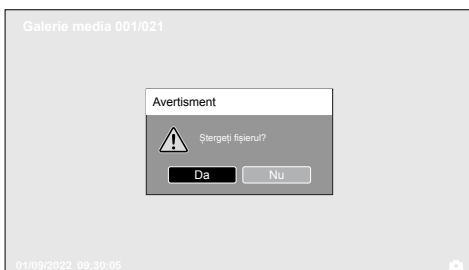 Galerie media 001/021
Avertisment
Ștergeți fișierul?
Da Nu
01/09/2022 09:30:05